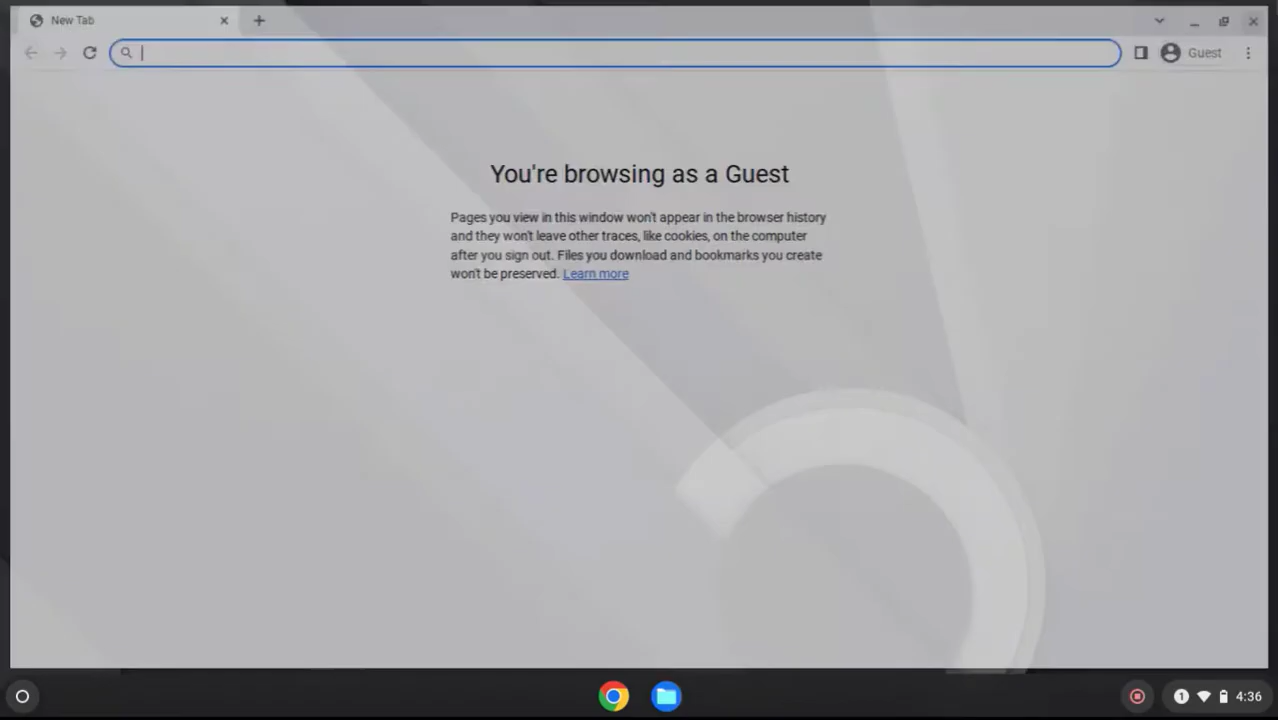 New Tab
Guest
You're browsing as a Guest
Pages you view in this window won't appear in the browser history
and they won't leave other traces, like cookies, on the computer
after you sign out. Files you download and bookmarks you create
won't be preserved. Learn more
1
4:36